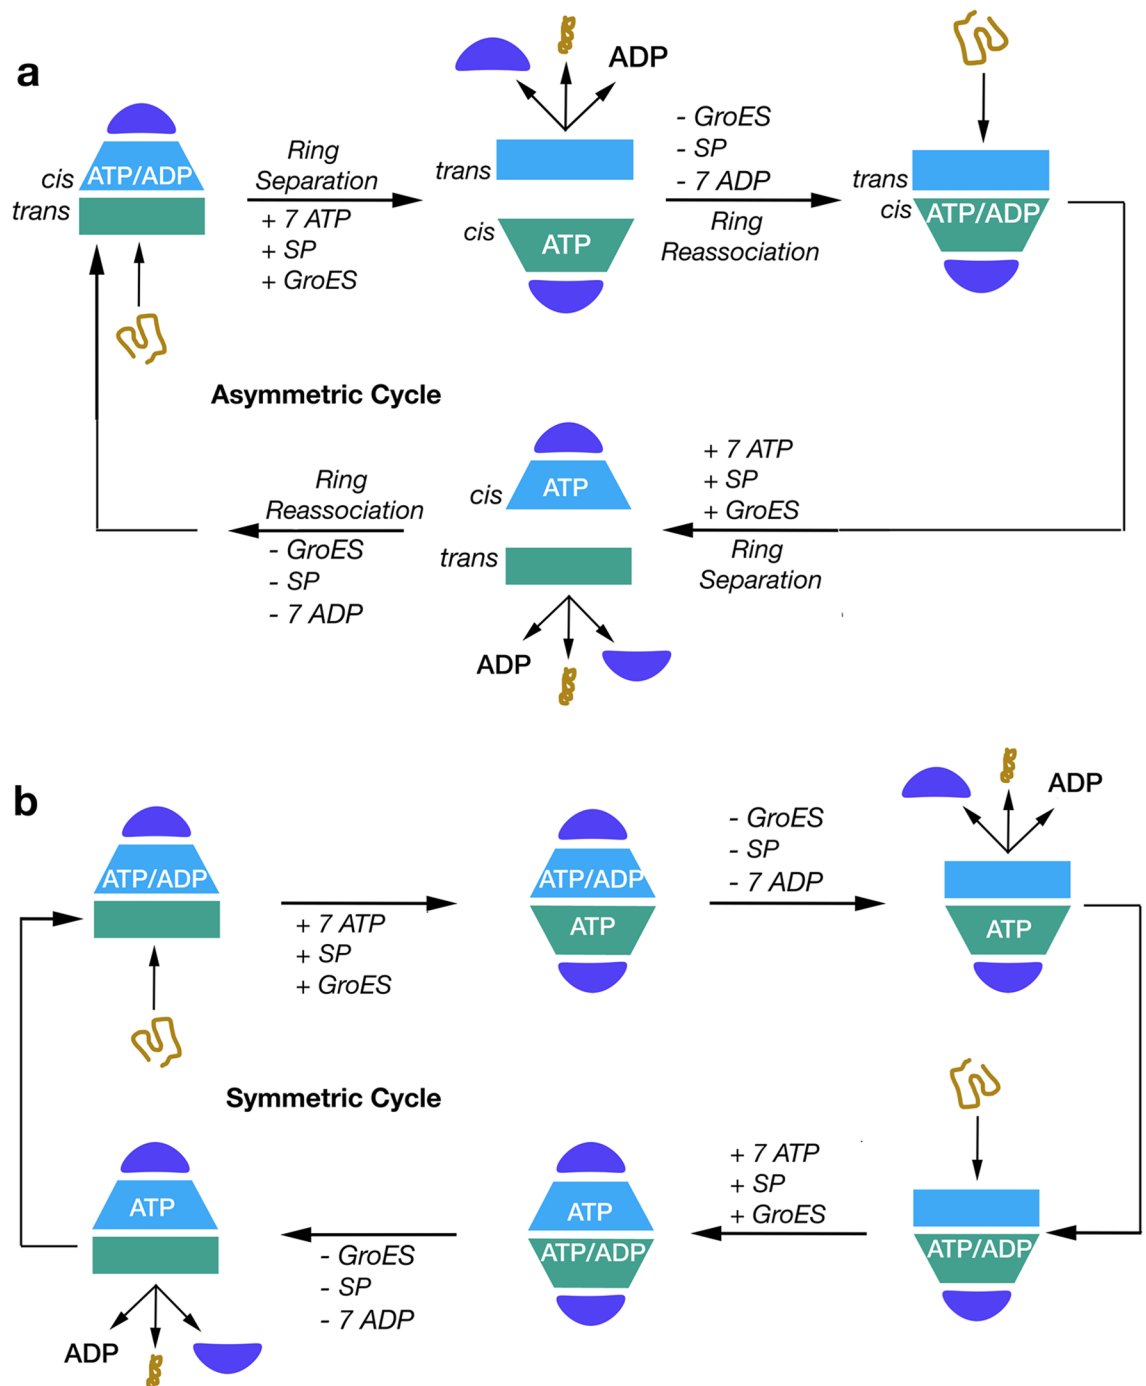 a
ADP
cis
trans
ATP/ADP
Ring
Separation
+ 7 ATP
+ SP
+ GroES
trans
cis
ATP
- GroES
- SP
- 7 ADP
Ring
Reassociation
trans
cis
ATP/ADP
Asymmetric Cycle
Ring
Reassociation
- GroES
- SP
- 7 ADP
cis
ATP
trans
ADP
+ 7 ATP
+ SP
+ GroES
Ring
Separation
b
ATP/ADP
+ 7 ATP
+ SP
+ GroES
ATP/ADP
ATP
- GroES
- SP
- 7 ADP
ADP
ATP
Symmetric Cycle
ATP
ADP
- GroES
- SP
- 7 ADP
ATP
ATP/ADP
+ 7 ATP
+ SP
+ GroES
ATP/ADP